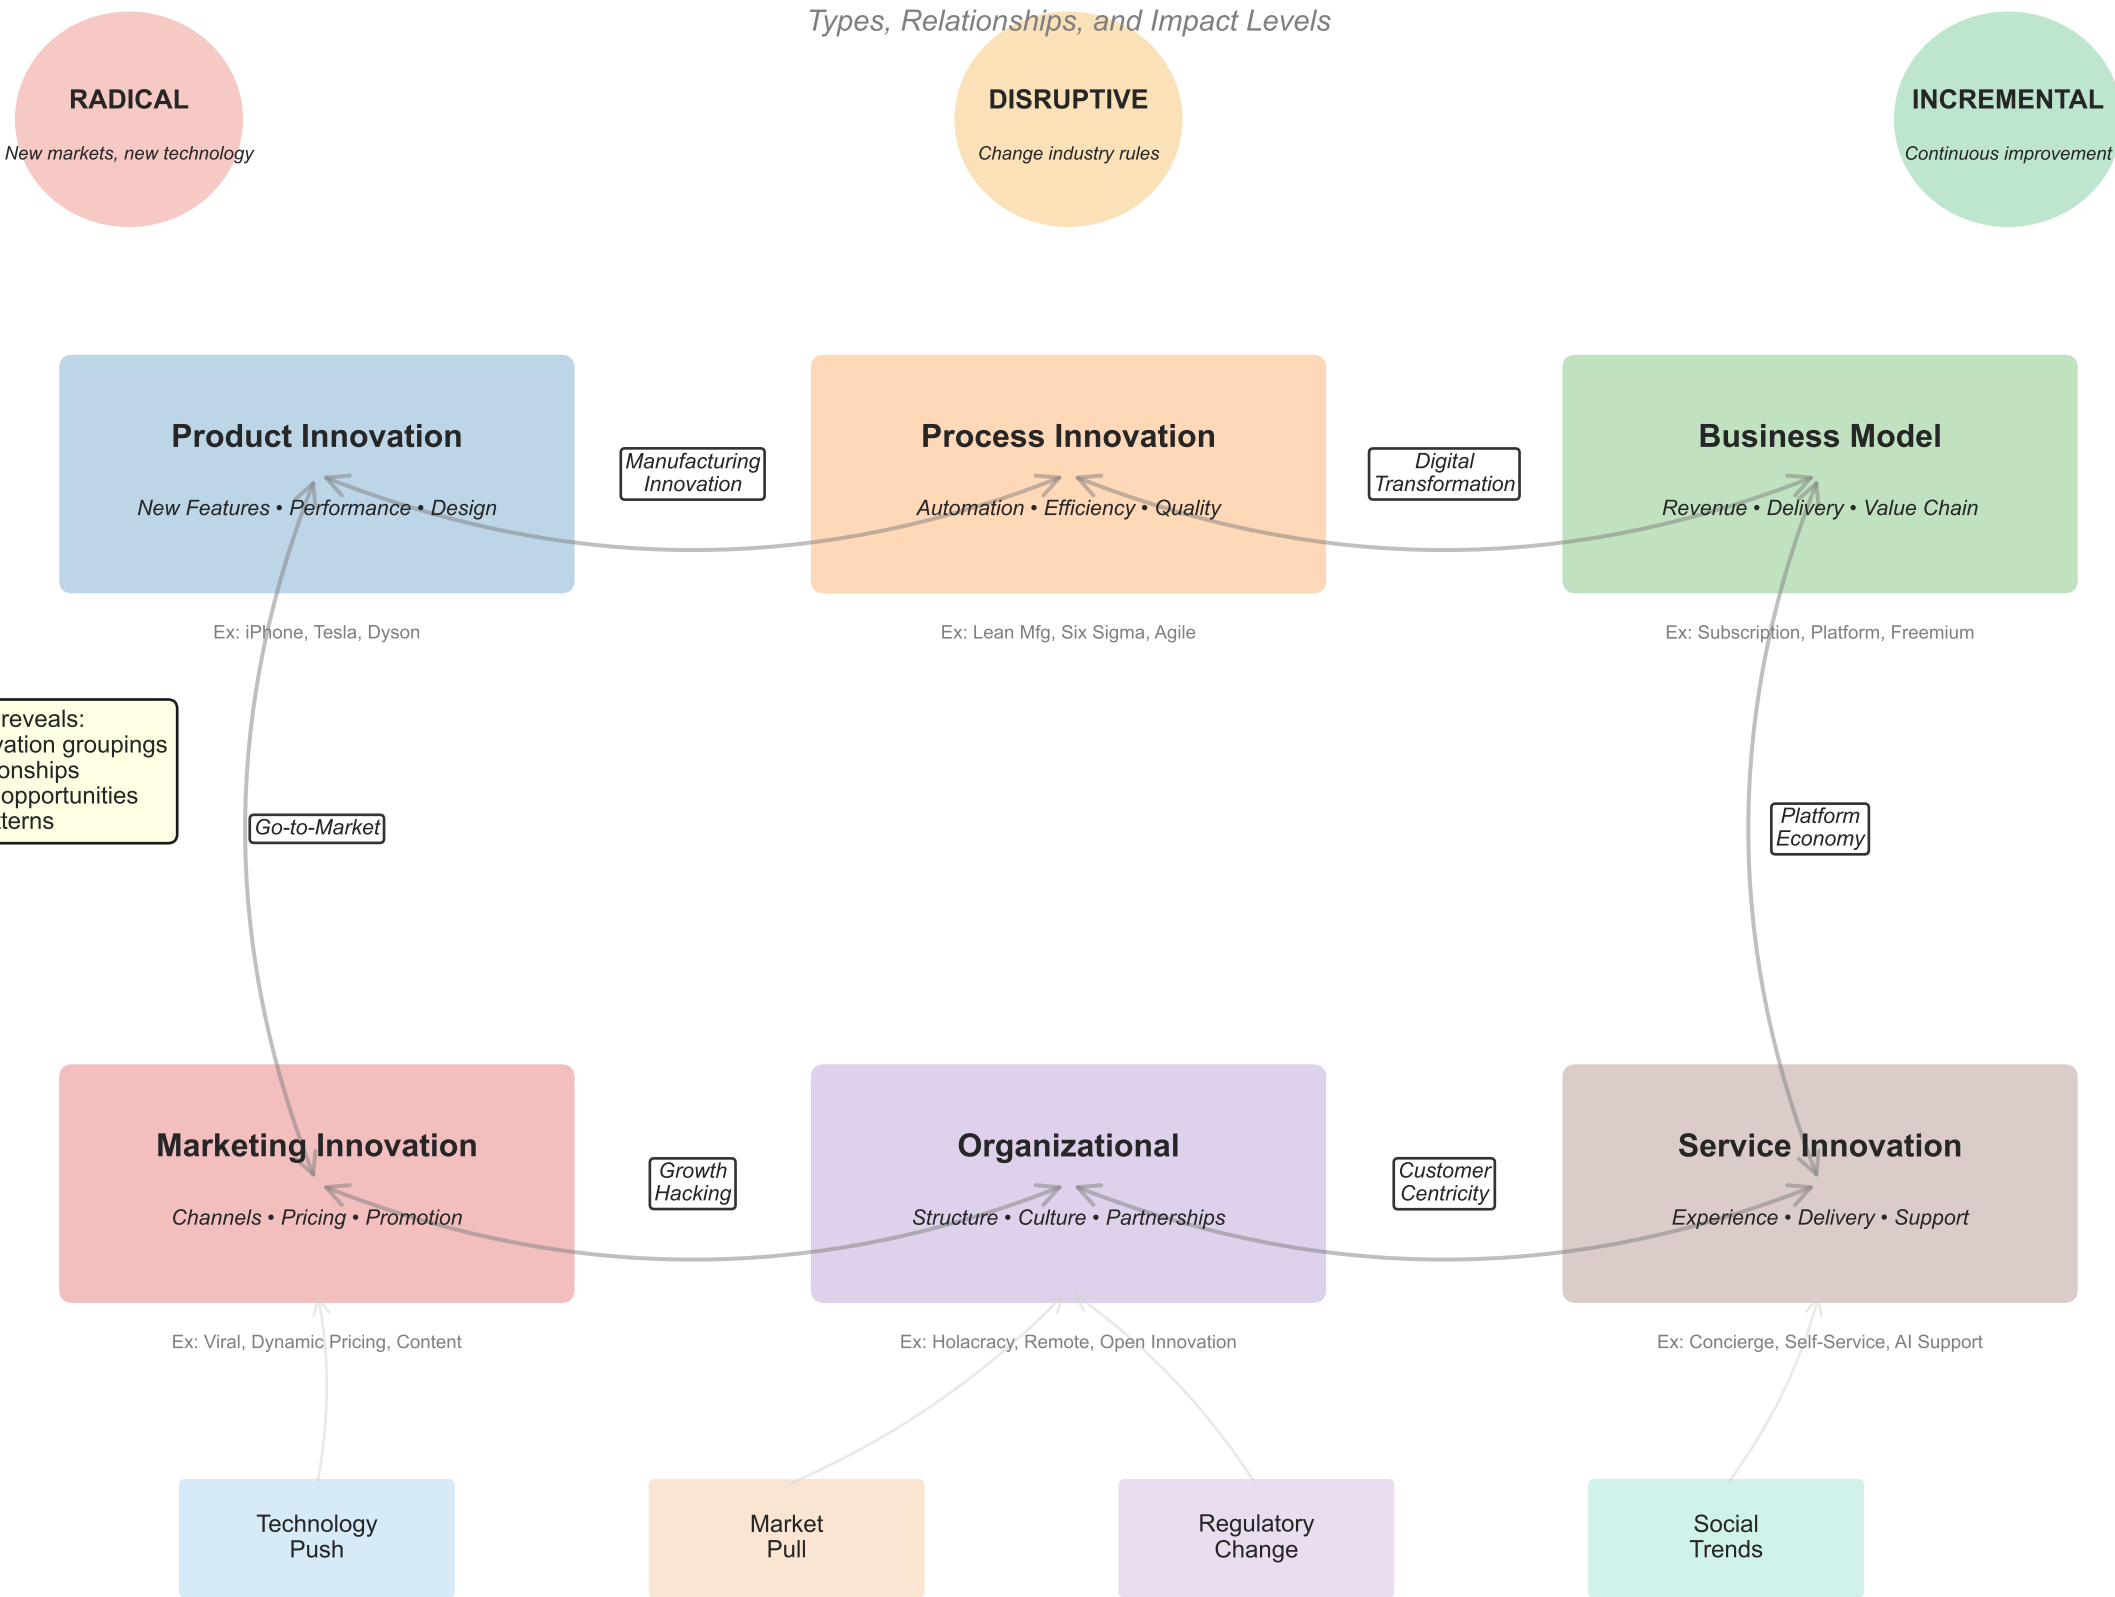 Types, Relationships, and Impact Levels
RADICAL
New markets, new technology
DISRUPTIVE
Change industry rules
INCREMENTAL
Continuous improvement
Product Innovation
New Features • Performance • Design
Ex: iPhone, Tesla, Dyson
Manufacturing
Innovation
Process Innovation
Automation • Efficiency • Quality
Ex: Lean Mfg, Six Sigma, Agile
Digital
Transformation
Business Model
Revenue • Delivery • Value Chain
Ex: Subscription, Platform, Freemium
reveals:
groupings
opportunities
Go-to-Market
Platform
Economy
Marketing Innovation
Channels • Pricing • Promotion
Ex: Viral, Dynamic Pricing, Content
Growth
Hacking
Organizational
Structure • Culture • Partnerships
Ex: Holacracy, Remote, Open Innovation
Customer
Centricity
Service Innovation
Experience • Delivery • Support
Ex: Concierge, Self-Service, AI Support
Technology
Push
Market
Pull
Regulatory
Change
Social
Trends